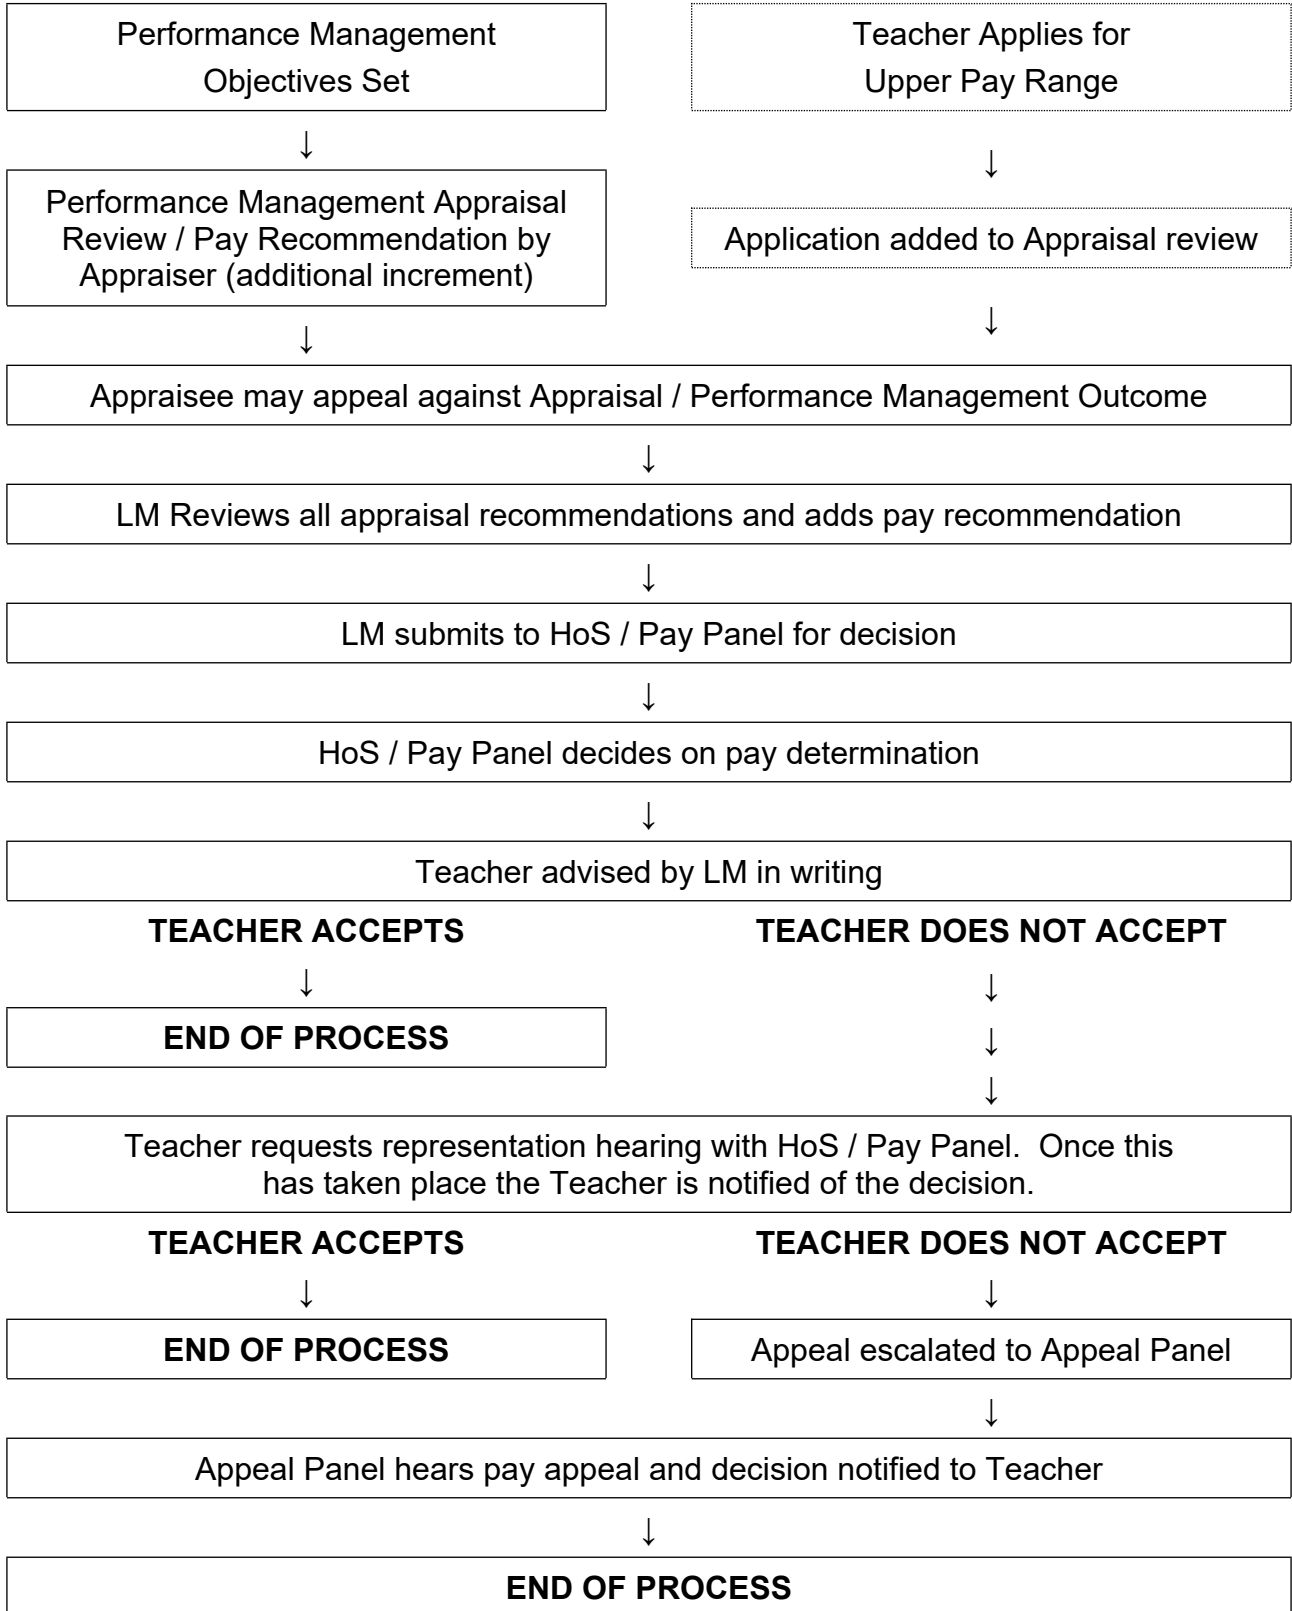 Performance Management
Objectives Set
Teacher Applies for
Upper Pay Range
↓
↓
Performance Management Appraisal
Review / Pay Recommendation by
Appraiser (additional increment)
Application added to Appraisal review
↓
↓
Appraisee may appeal against Appraisal / Performance Management Outcome
↓
LM Reviews all appraisal recommendations and adds pay recommendation
↓
LM submits to HoS / Pay Panel for decision
↓
HoS / Pay Panel decides on pay determination
↓
Teacher advised by LM in writing
TEACHER ACCEPTS
TEACHER DOES NOT ACCEPT
↓
↓
END OF PROCESS
↓
↓
Teacher requests representation hearing with HoS / Pay Panel.  Once this
has taken place the Teacher is notified of the decision.
TEACHER ACCEPTS
TEACHER DOES NOT ACCEPT
↓
↓
END OF PROCESS
Appeal escalated to Appeal Panel
↓
Appeal Panel hears pay appeal and decision notified to Teacher
↓
END OF PROCESS